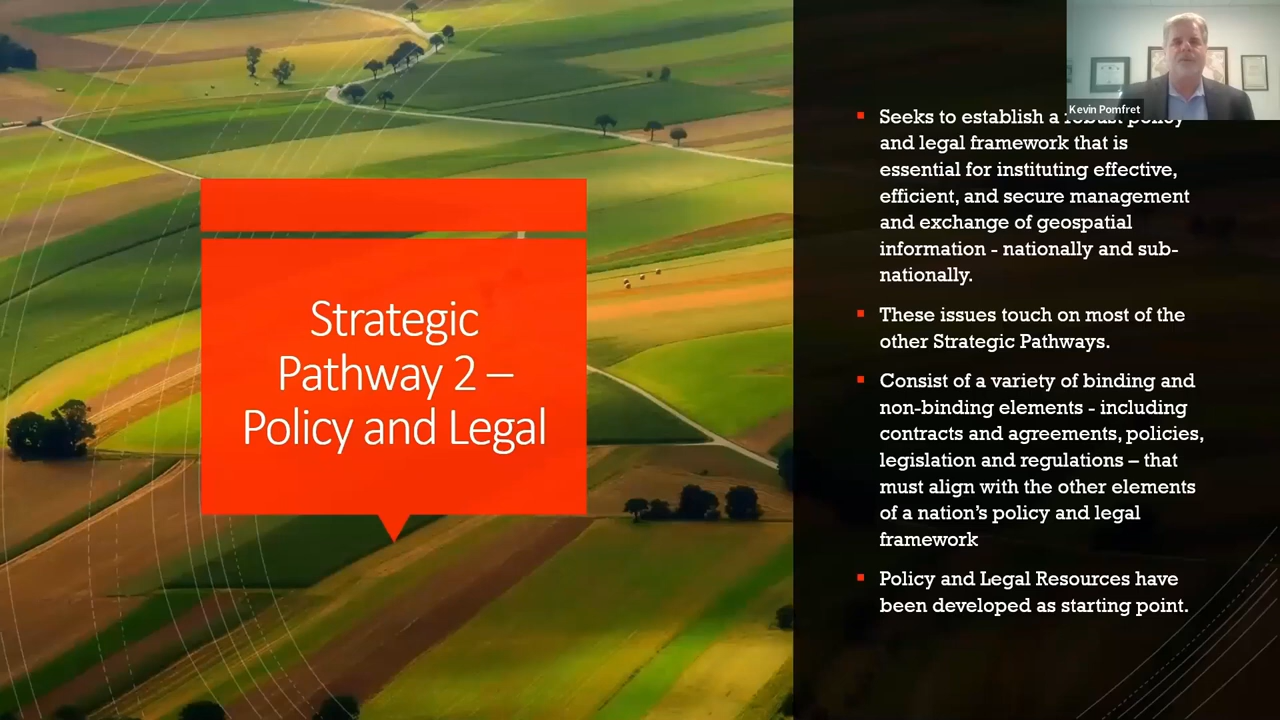 Kevin Pomfret
Strategic
Pathway 2 –
Policy and Legal
Seeks to establish a robust policy
and legal framework that is
essential for instituting effective,
efficient, and secure management
and exchange of geospatial
information - nationally and sub-
nationally.
These issues touch on most of the
other Strategic Pathways.
Consist of a variety of binding and
non-binding elements - including
contracts and agreements, policies,
legislation and regulations – that
must align with the other elements
of a nation's policy and legal
framework
Policy and Legal Resources have
been developed as starting point.